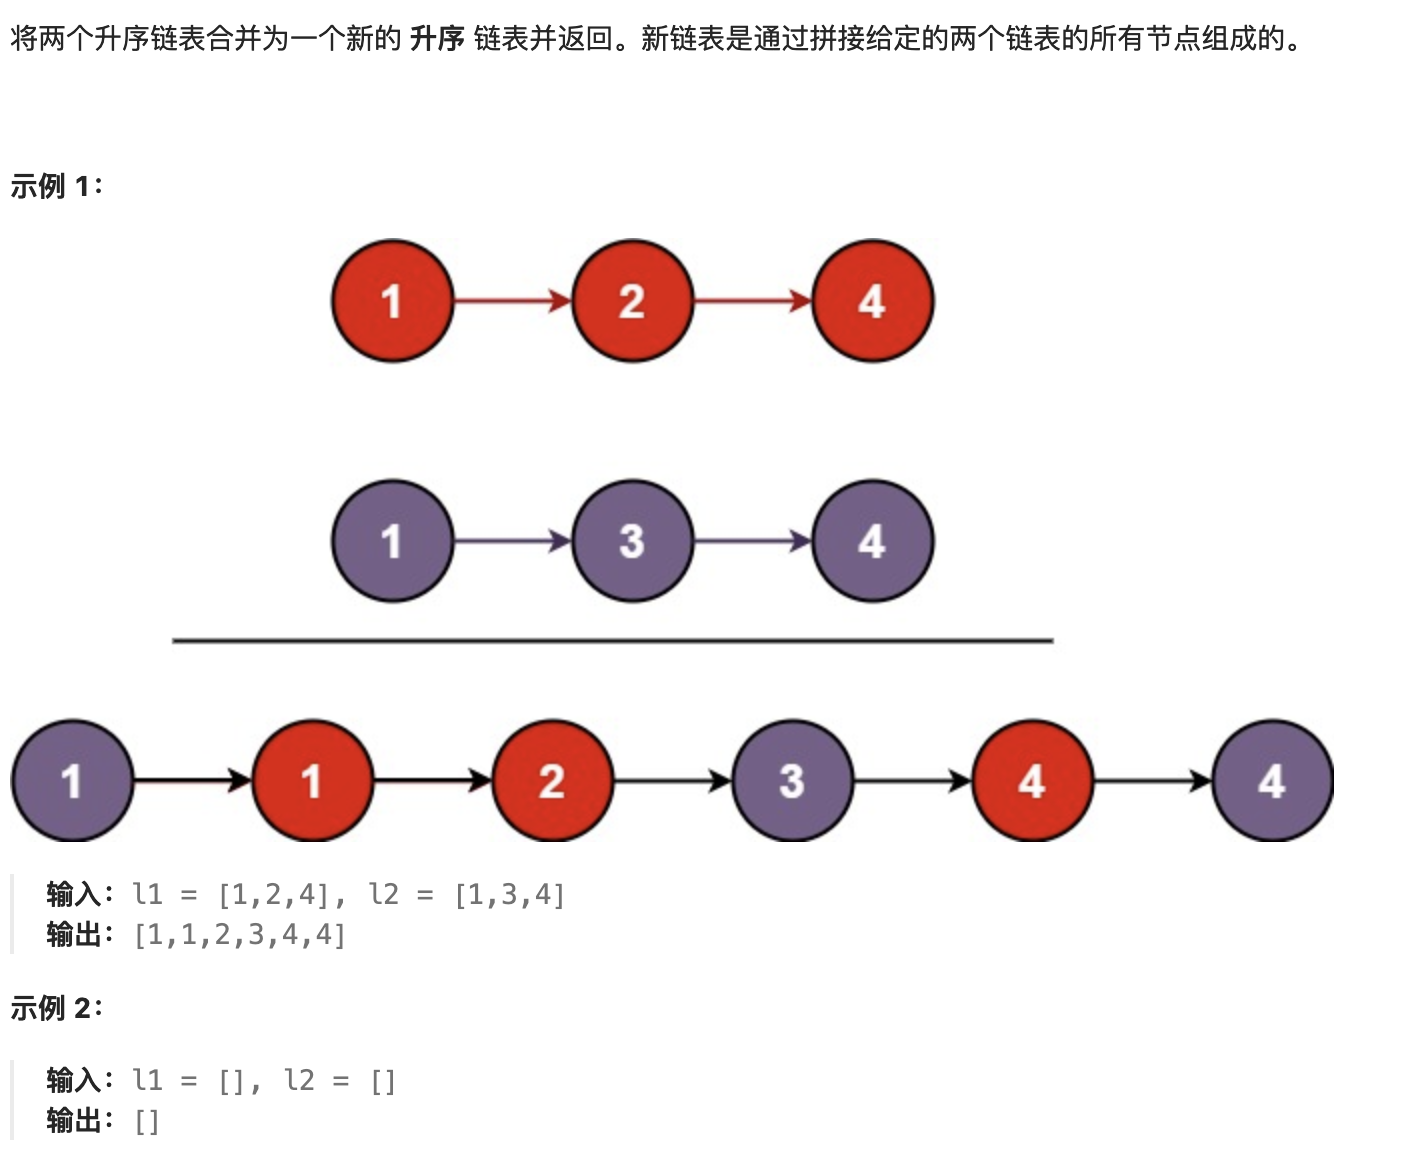 将两个升序链表合并为一个新的 升序 链表并返回。新链表是通过拼接给定的两个链表的所有节点组成的。
示例 1：
1 2 4
1 3 4
1 1 2 3 4 4
输入：l1 = [1,2,4], l2 = [1,3,4]
输出：[1,1,2,3,4,4]
示例 2：
输入：l1 = [], l2 = []
输出：[]